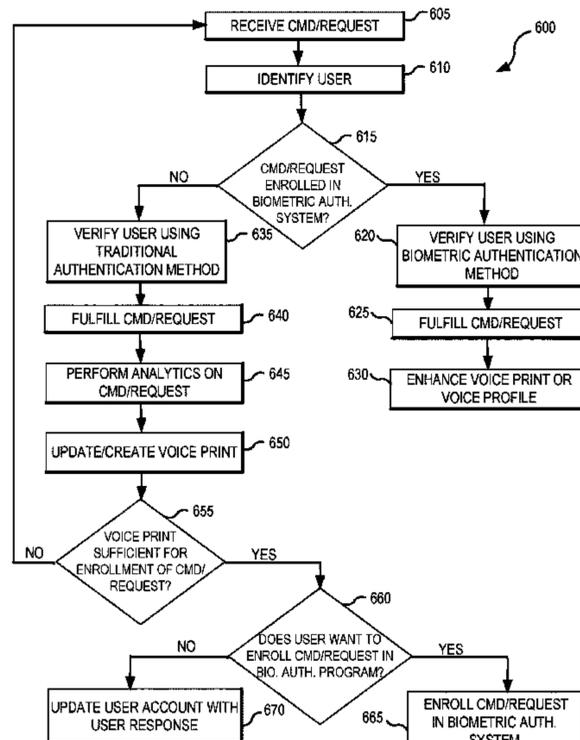 RECEIVE CMD/REQUEST
605
600
IDENTIFY USER
610
615
CMD/REQUEST
ENROLLED IN
BIOMETRIC AUTH.
SYSTEM?
NO
YES
VERIFY USER USING
TRADITIONAL
AUTHENTICATION METHOD
635
620
VERIFY USER USING
BIOMETRIC AUTHENTICATION
METHOD
FULFILL CMD/REQUEST
640
625
FULFILL CMD/REQUEST
PERFORM ANALYTICS ON
CMD/REQUEST
645
630
ENHANCE VOICE PRINT OR
VOICE PROFILE
UPDATE/CREATE VOICE PRINT
650
655
VOICE PRINT
SUFFICIENT FOR
ENROLLMENT OF CMD/
REQUEST?
NO
YES
660
DOES USER WANT TO
ENROLL CMD/REQUEST IN
BIO. AUTH. PROGRAM?
NO
YES
UPDATE USER ACCOUNT WITH
USER RESPONSE
670
665
ENROLL CMD/REQUEST
IN BIOMETRIC AUTH.
SYSTEM